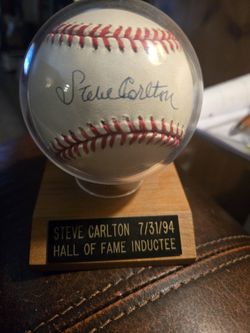 Steve Carlton
STEVE CARLTON 7/31/94
HALL OF FAME INDUCTEE